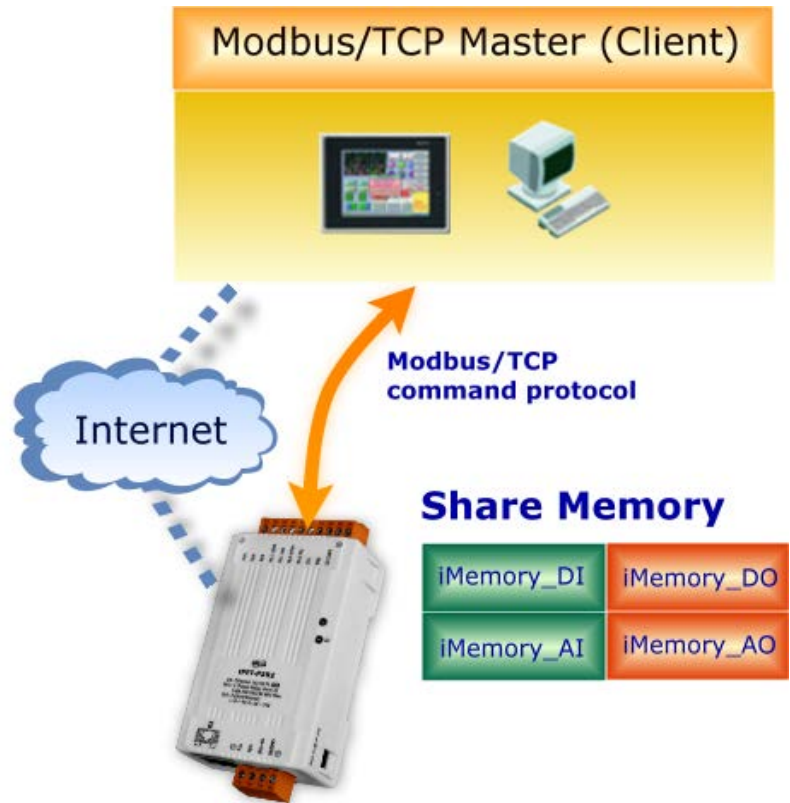 Modbus/TCP Master (Client)
Modbus/TCP
command protocol
Internet
Share Memory
iMemory_DI
iMemory_DO
iMemory_AI
iMemory_AO